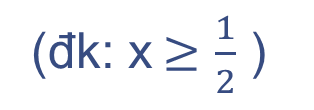 (đk: x ≥ 1/2 )